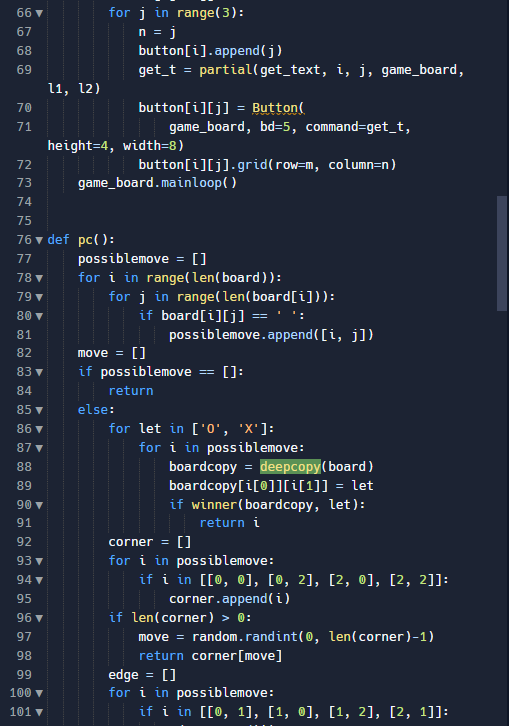 66 for j in range(3):
67 n = j
68 button[i].append(j)
69 get_t = partial(get_text, i, j, game_board,
l1, l2)
70 button[i][j] = Button(
71 game_board, bd=5, command=get_t,
height=4, width=8)
72 button[i][j].grid(row=m, column=n)
73 game_board.mainloop()
74
75
76 def pc():
77 possiblemove = []
78 for i in range(len(board)):
79 for j in range(len(board[i])):
80 if board[i][j] == ' ':
81 possiblemove.append([i, j])
82 move = []
83 if possiblemove == []:
84 return
85 else:
86 for let in ['O', 'X']:
87 for i in possiblemove:
88 boardcopy = deepcopy(board)
89 boardcopy[i[0]][i[1]] = let
90 if winner(boardcopy, let):
91 return i
92 corner = []
93 for i in possiblemove:
94 if i in [[0, 0], [0, 2], [2, 0], [2, 2]]:
95 corner.append(i)
96 if len(corner) > 0:
97 move = random.randint(0, len(corner)-1)
98 return corner[move]
99 edge = []
100 for i in possiblemove:
101 if i in [[0, 1], [1, 0], [1, 2], [2, 1]]: